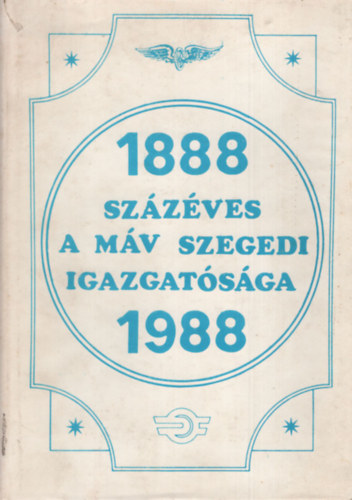 1888
SZÁZÉVES
A MÁV SZEGEDI
IGAZGATÓSÁGA
1988